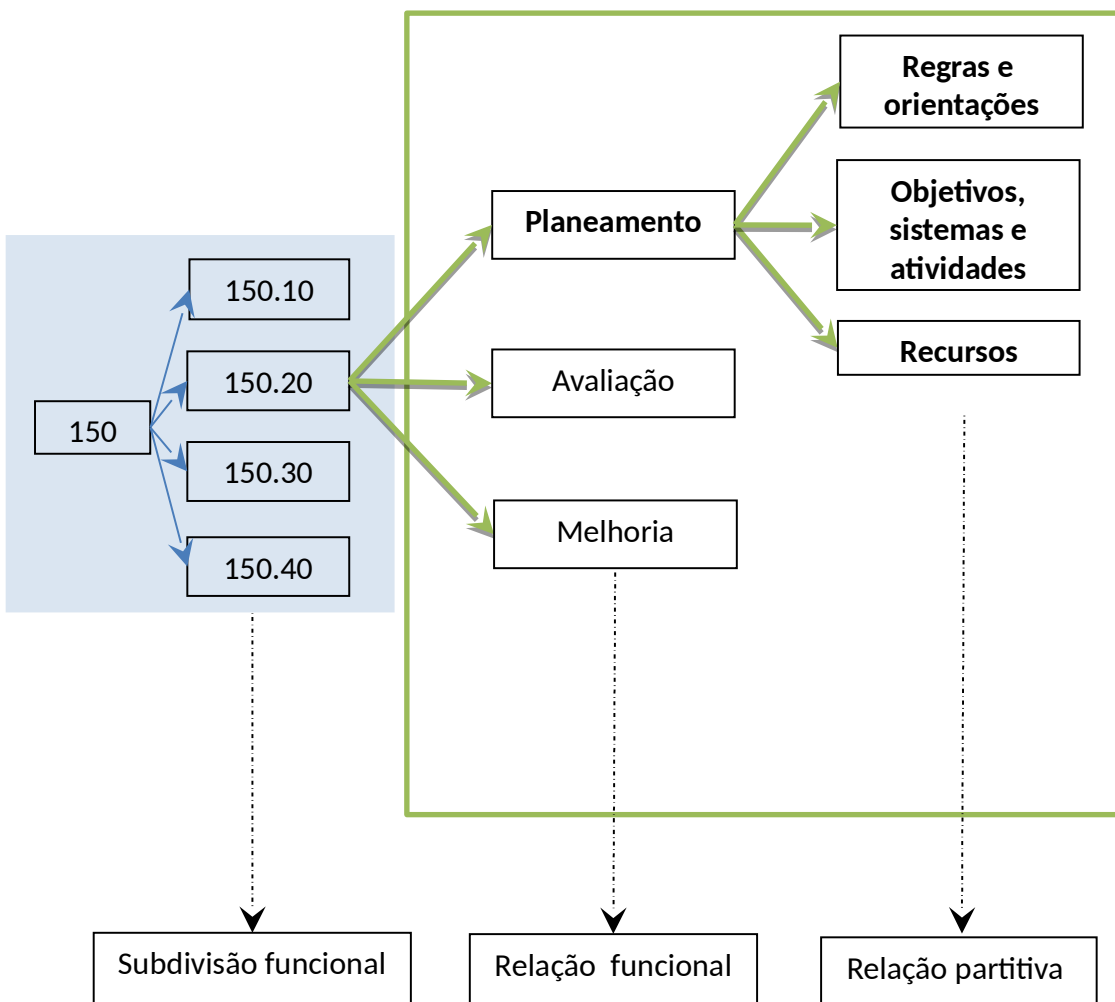 150
150.10
150.20
150.30
150.40
Planeamento
Avaliação
Melhoria
Regras e
orientações
Objetivos,
sistemas e
atividades
Recursos
Subdivisão funcional
Relação funcional
Relação partitiva